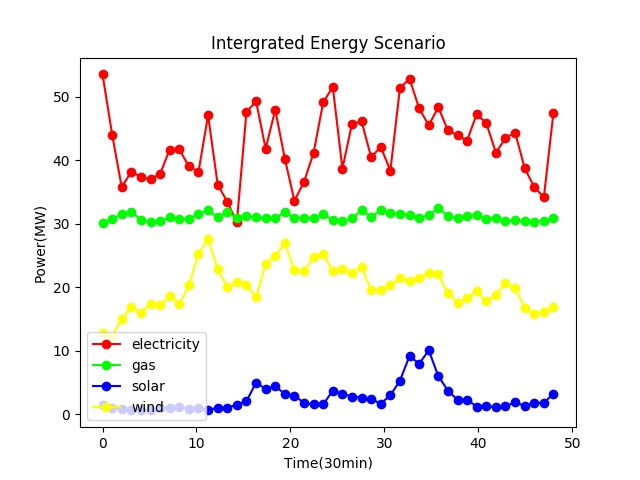 Intergrated Energy Scenario
Power(MW)
50
40
30
20
10
0
electricity
gas
solar
wind
0 10 20 30 40 50
Time(30min)